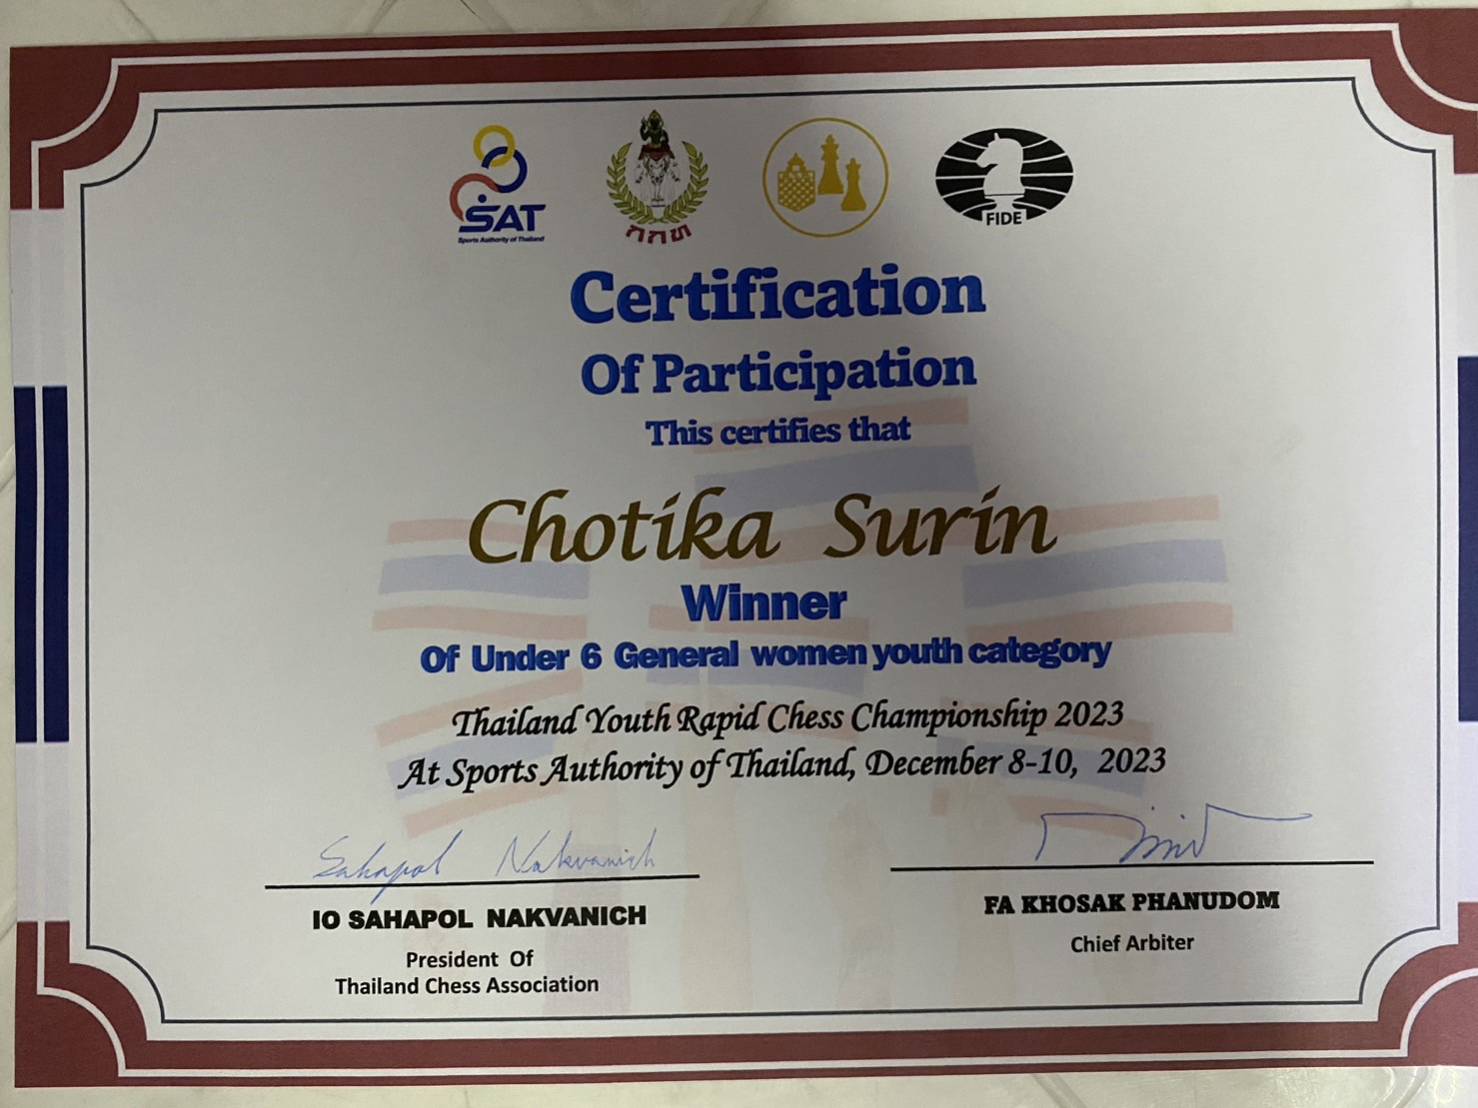 SAT
Sports Authority of Thailand
กกท
FIDE
Certification
Of Participation
This certifies that
Chotika Surin
Winner
Of Under 6 General women youth category
Thailand Youth Rapid Chess Championship 2023
At Sports Authority of Thailand, December 8-10, 2023
Sahapol Nakvanich
IO SAHAPOL NAKVANICH
President Of
Thailand Chess Association
FA KHOSAK PHANUDOM
Chief Arbiter